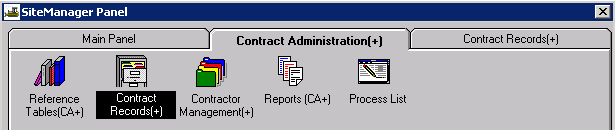 SiteManager Panel
Main Panel
Contract Administration(+)
Contract Records(+)
Reference
Tables(CA+)
Contract
Records(+)
Contractor
Management(+)
Reports (CA+)
Process List